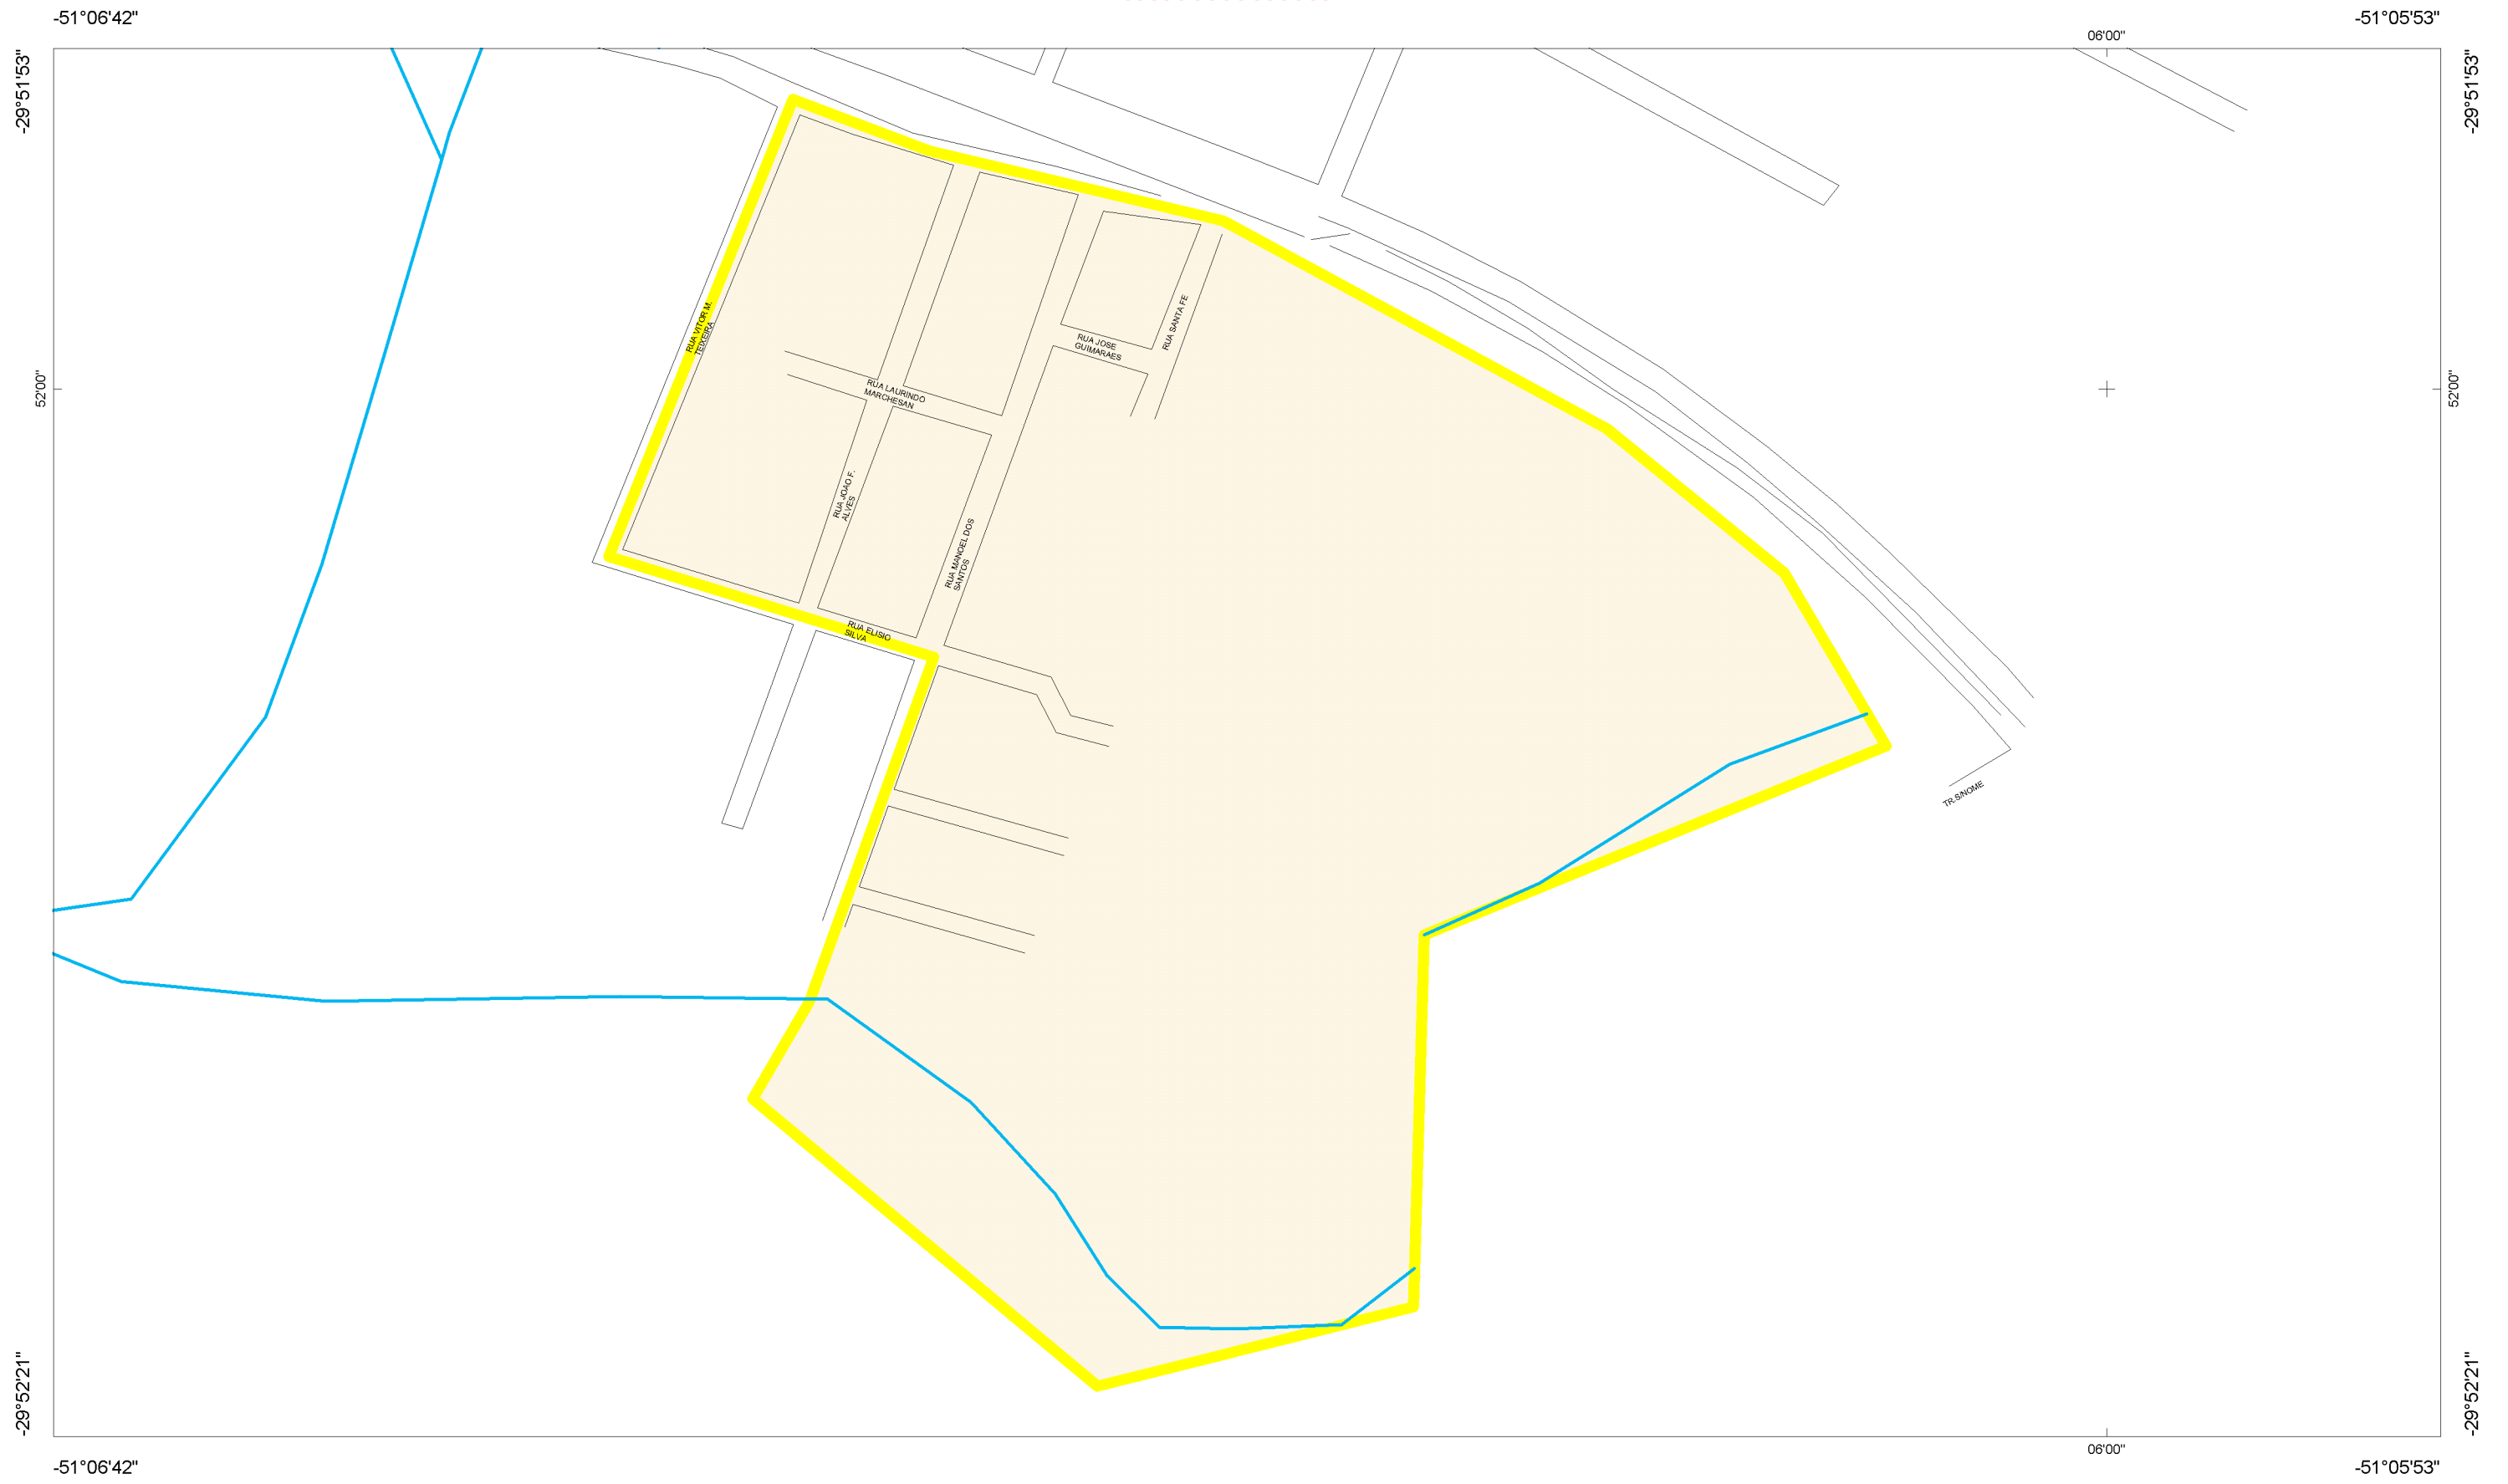 -51°06'42"
-51°05'53"
06'00"
-29°51'53"
-29°51'53"
RUA VITOR M.
TEIXEIRA
RUA SANTA FE
RUA JOSE
GUIMARAES
52'00"
52'00"
RUA LAURINDO
MARCHESAN
RUA JOAO F.
ALVES
RUA MANOEL DOS
SANTOS
RUA ELISIO
SILVA
TR.S/NOME
-29°52'21"
-29°52'21"
06'00"
-51°06'42"
-51°05'53"